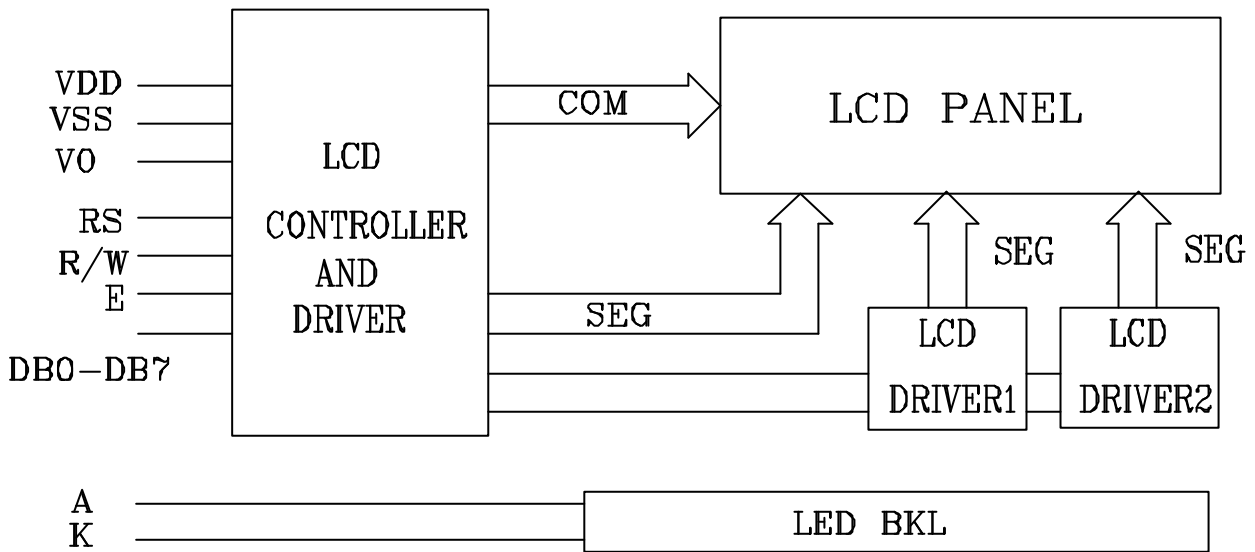 VDD
VSS
V0
RS
R/W
E
DB0-DB7
LCD
CONTROLLER
AND
DRIVER
COM
SEG
LCD PANEL
SEG
SEG
LCD
DRIVER1
LCD
DRIVER2
A
K
LED BKL